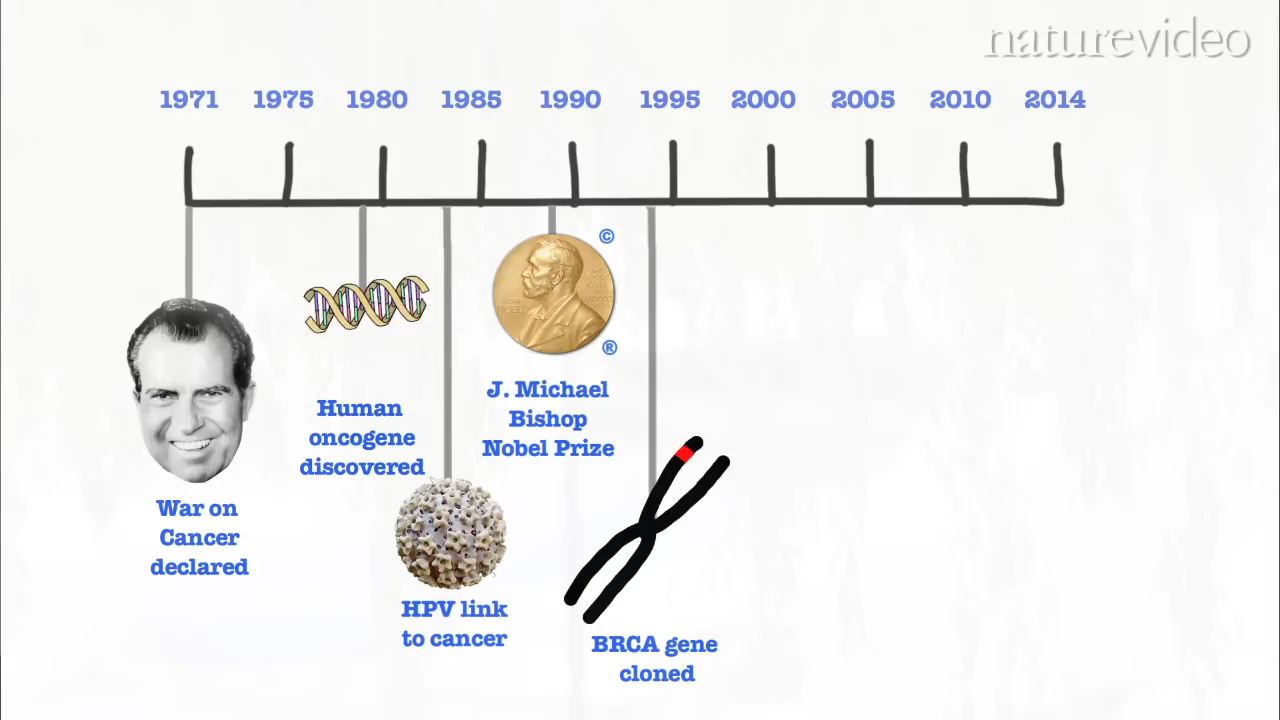 naturevideo
1971 1975 1980 1985 1990 1995 2000 2005 2010 2014
War on
Cancer
declared
Human
oncogene
discovered
HPV link
to cancer
©
®
J. Michael
Bishop
Nobel Prize
BRCA gene
cloned